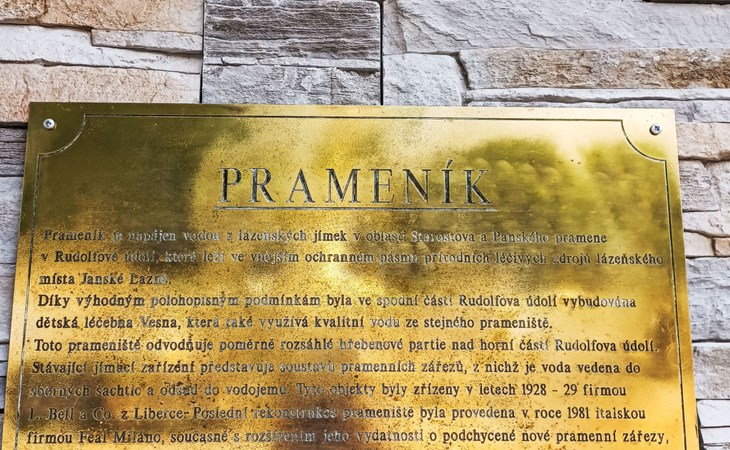 PRAMENÍK
Prameník je napájen vodou z lázeňských jímek v oblasti Starostova a Panského pramene
v Rudolfově údolí, které leží ve vnějším ochranném pásmu přírodních léčivých zdrojů lázeňského
místa Janské Lázně.
Díky výhodným polohopisným podmínkám byla ve spodní části Rudolfova údolí vybudována
dětská léčebna Vesna, která také využívá kvalitní vodu ze stejného prameniště.
Toto prameniště odvodňuje poměrně rozsáhlé hřebenové partie nad horní částí Rudolfova údolí.
Stávající jímací zařízení představuje soustavu pramenních zářezů, z nichž je voda vedena do
sběrných šachtic a odsud do vodojemu. Tyto objekty byly zřízeny v letech 1928 - 29 firmou
L. Bell a Co. z Liberce. Poslední rekonstrukce prameniště byla provedena v roce 1981 italskou
firmou Feal Miláno, současně s rozšířením jeho vydatnosti o podchycené nové pramenní zářezy,